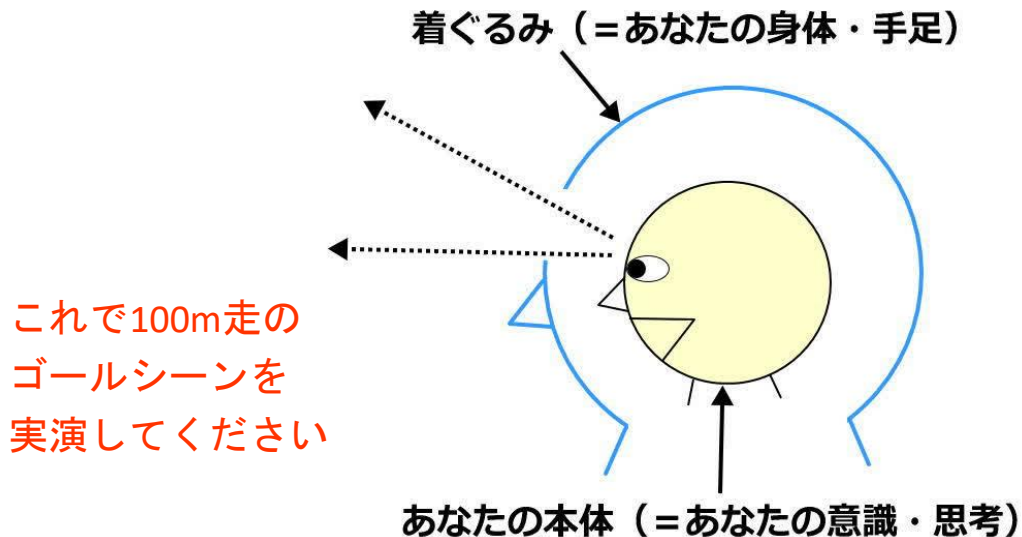 着ぐるみ（＝あなたの身体・手足）
これで100m走の
ゴールシーンを
実演してください
あなたの本体（＝あなたの意識・思考）